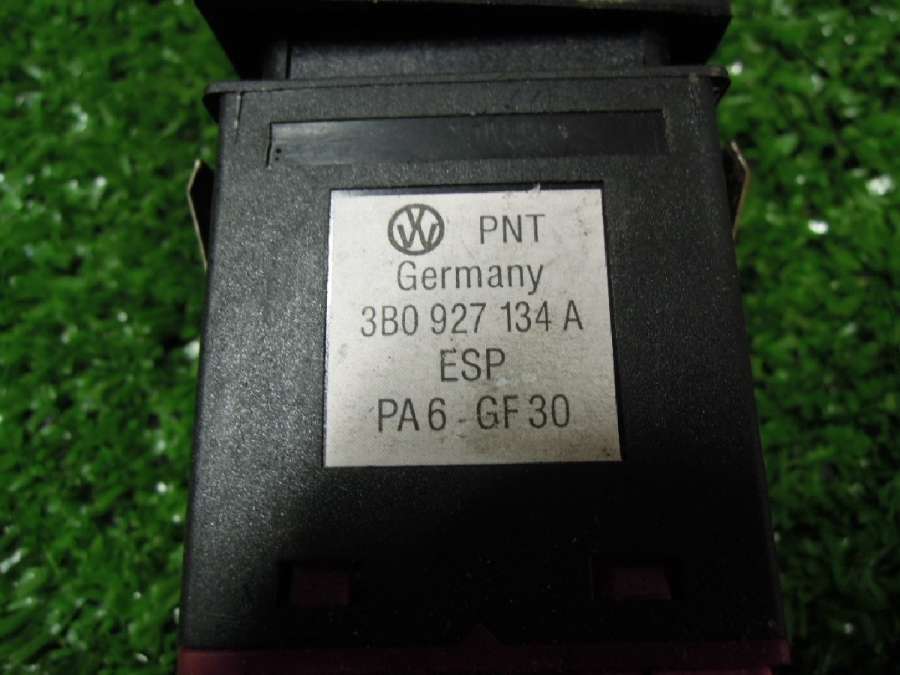 VW PNT
Germany
3B0 927 134 A
ESP
PA6 GF30